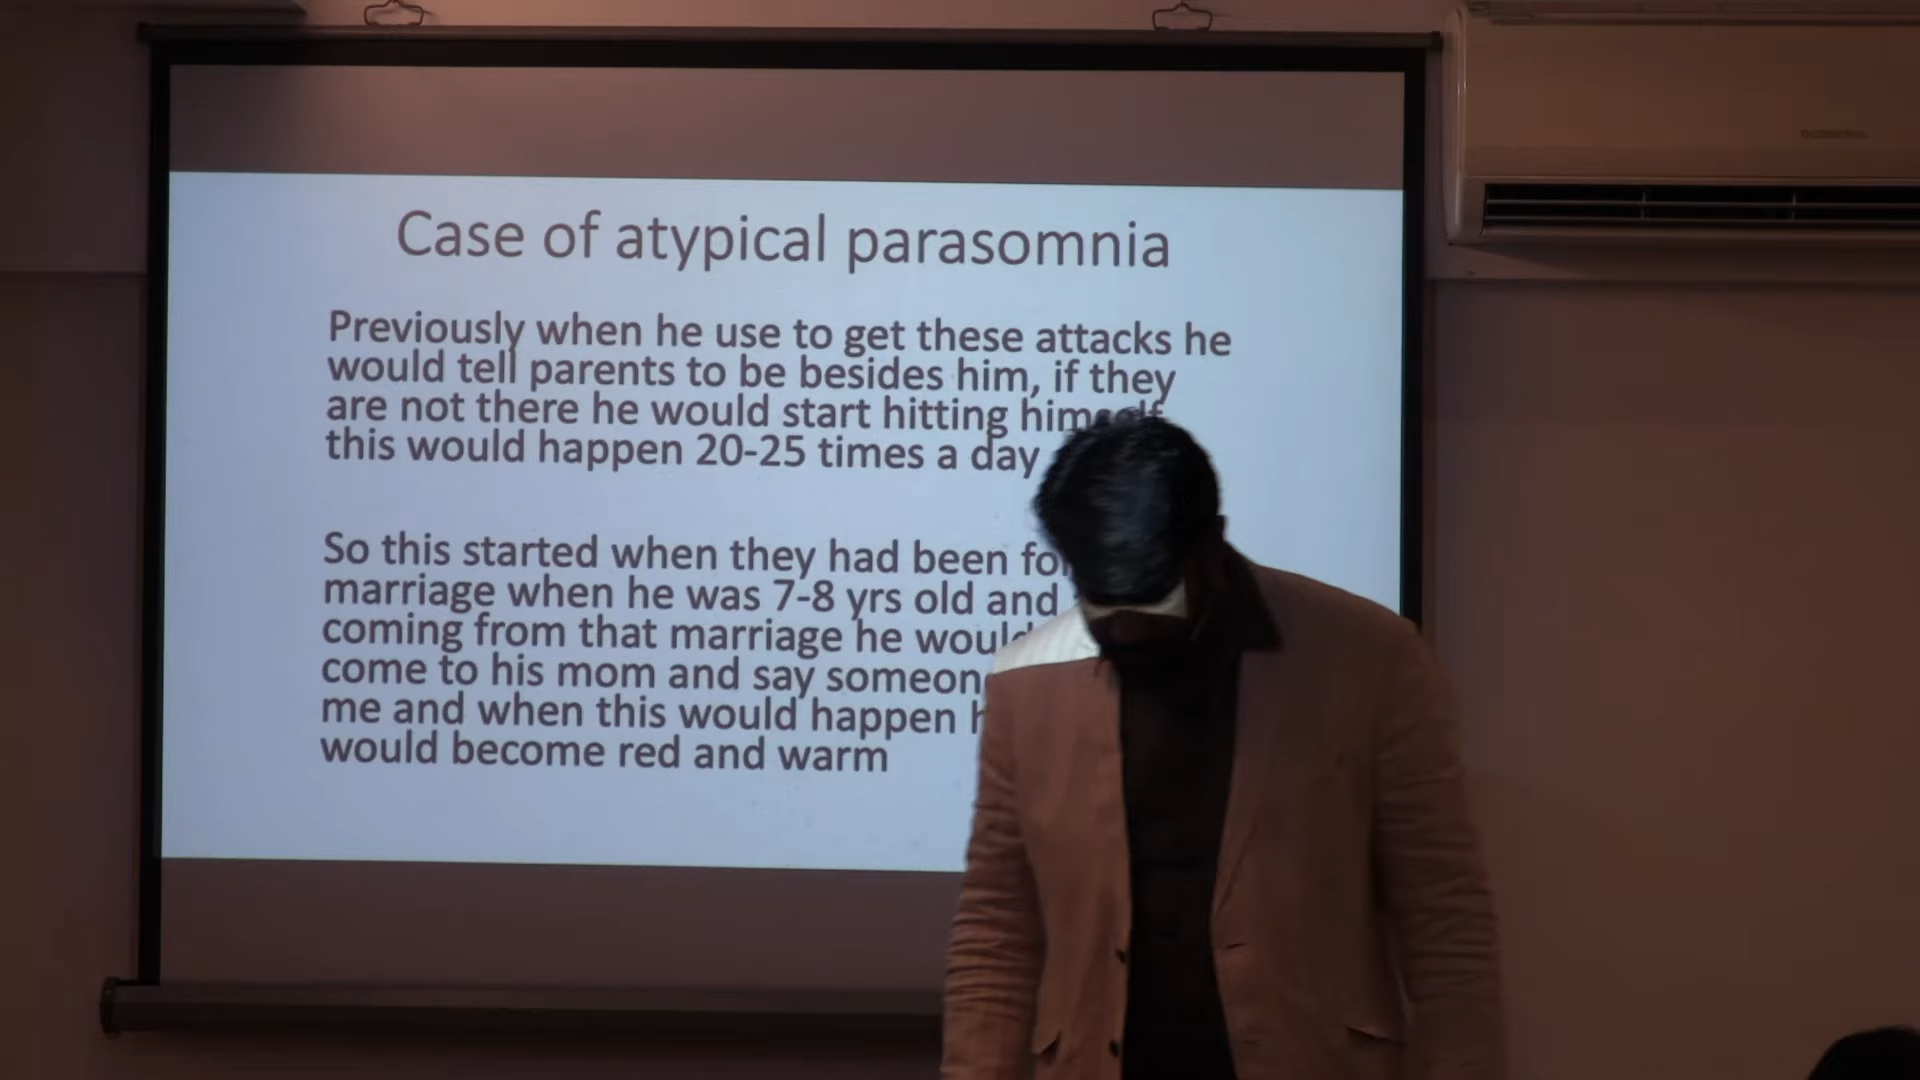 Case of atypical parasomnia
Previously when he use to get these attacks he
would tell parents to be besides him, if they
are not there he would start hitting himself
this would happen 20-25 times a day
So this started when they had been
marriage when he was 7-8 yrs old and
coming from that marriage he would
come to his mom and say
me and when this would happen
would become red and warm